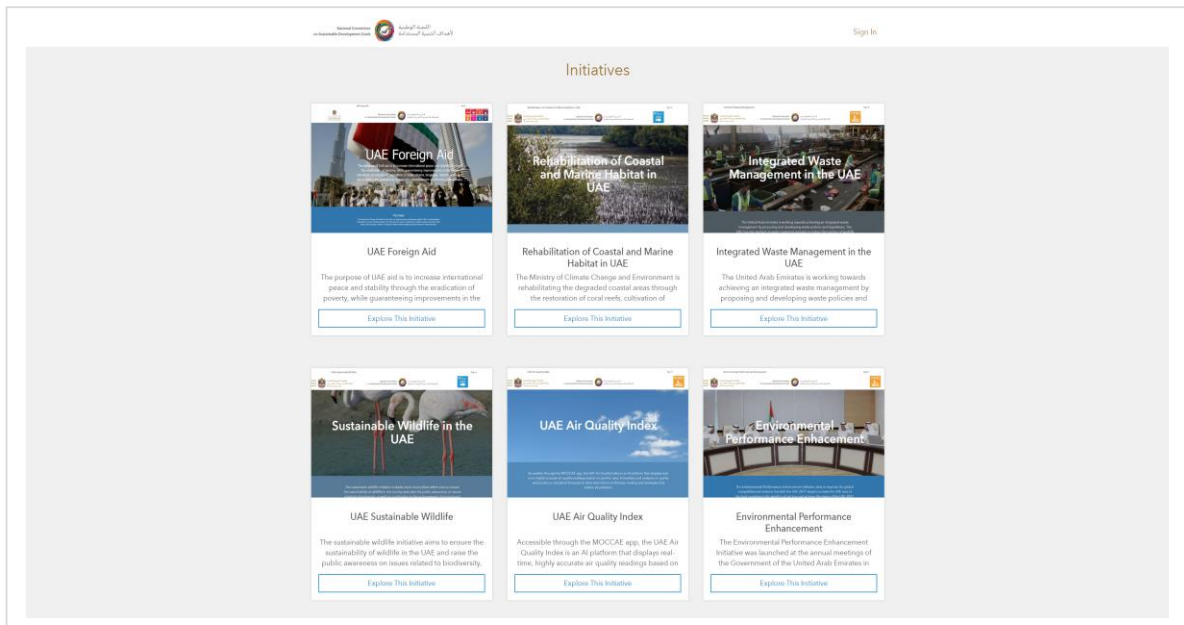 National Committee
on Sustainable Development Goals
اللجنة الوطنية
لأهداف التنمية المستدامة
Sign In
Initiatives
UAE Foreign Aid
UAE Foreign Aid
The purpose of UAE aid is to increase international
peace and stability through the eradication of
poverty, while guaranteeing improvements in the
Explore This Initiative
Rehabilitation of Coastal
and Marine Habitat in
UAE
Rehabilitation of Coastal and Marine
Habitat in UAE
The Ministry of Climate Change and Environment is
rehabilitating the degraded coastal areas through
the restoration of coral reefs, cultivation of
Explore This Initiative
Integrated Waste
Management in the UAE
Integrated Waste Management in the
UAE
The United Arab Emirates is working towards
achieving an integrated waste management by
proposing and developing waste policies and
Explore This Initiative
Sustainable Wildlife in the
UAE
UAE Sustainable Wildlife
The sustainable wildlife initiative aims to ensure the
sustainability of wildlife in the UAE and raise the
public awareness on issues related to biodiversity,
Explore This Initiative
UAE Air Quality Index
UAE Air Quality Index
Accessible through the MOCCAE app, the UAE Air
Quality Index is an AI platform that displays real-
time, highly accurate air quality readings based on
Explore This Initiative
Environmental
Performance Enhacement
Environmental Performance
Enhancement
The Environmental Performance Enhancement
Initiative was launched at the annual meetings of
the Government of the United Arab Emirates in
Explore This Initiative